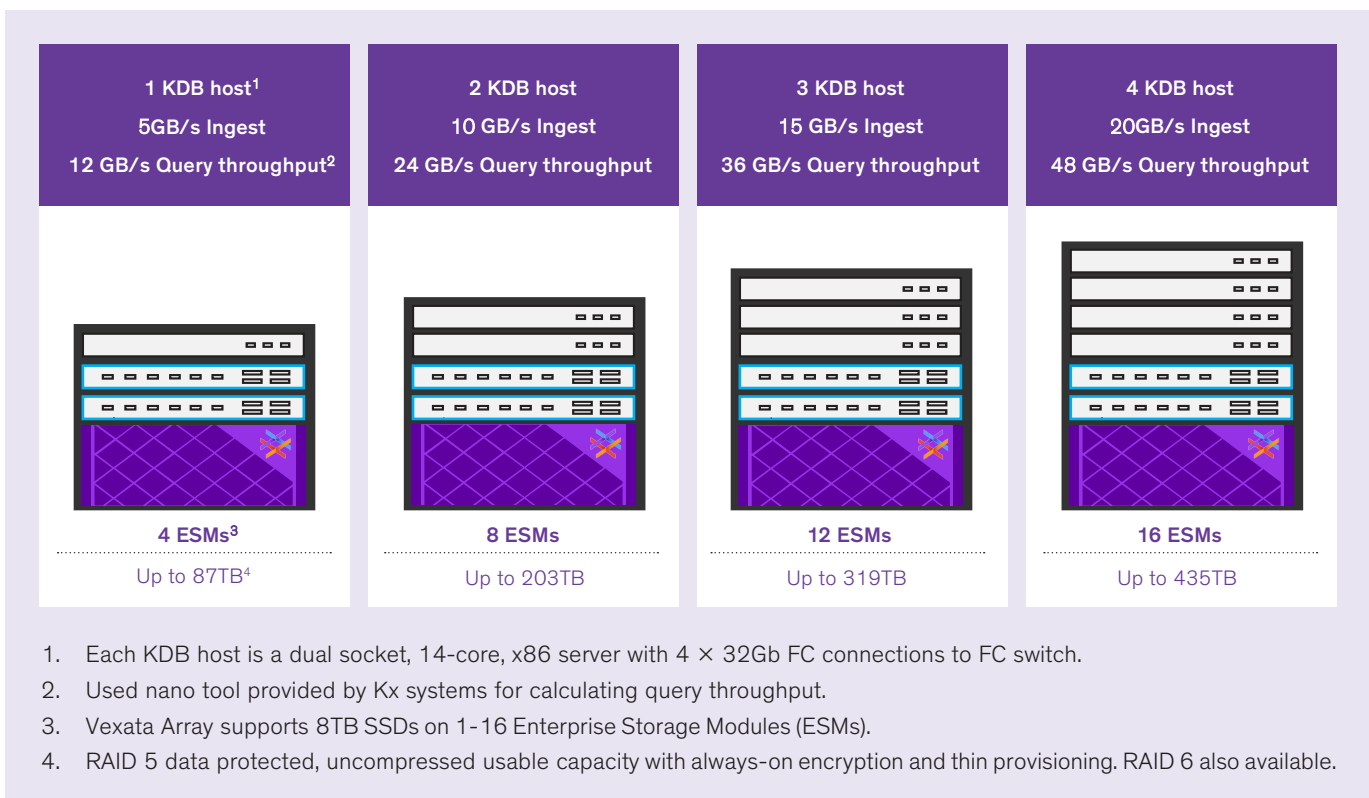 1 KDB host¹
5GB/s Ingest
12 GB/s Query throughput²
2 KDB host
10 GB/s Ingest
24 GB/s Query throughput
3 KDB host
15 GB/s Ingest
36 GB/s Query throughput
4 KDB host
20GB/s Ingest
48 GB/s Query throughput
4 ESMs³
Up to 87TB⁴
8 ESMs
Up to 203TB
12 ESMs
Up to 319TB
16 ESMs
Up to 435TB
1. Each KDB host is a dual socket, 14-core, x86 server with 4 × 32Gb FC connections to FC switch.
2. Used nano tool provided by Kx systems for calculating query throughput.
3. Vexata Array supports 8TB SSDs on 1-16 Enterprise Storage Modules (ESMs).
4. RAID 5 data protected, uncompressed usable capacity with always-on encryption and thin provisioning. RAID 6 also available.